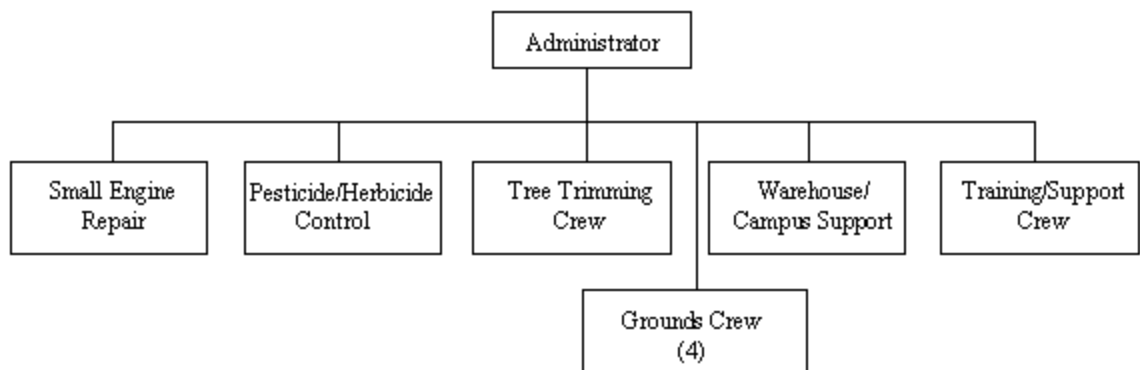 Administrator
Small Engine
Repair
Pesticide/Herbicide
Control
Tree Trimming
Crew
Warehouse/
Campus Support
Training/Support
Crew
Grounds Crew
(4)